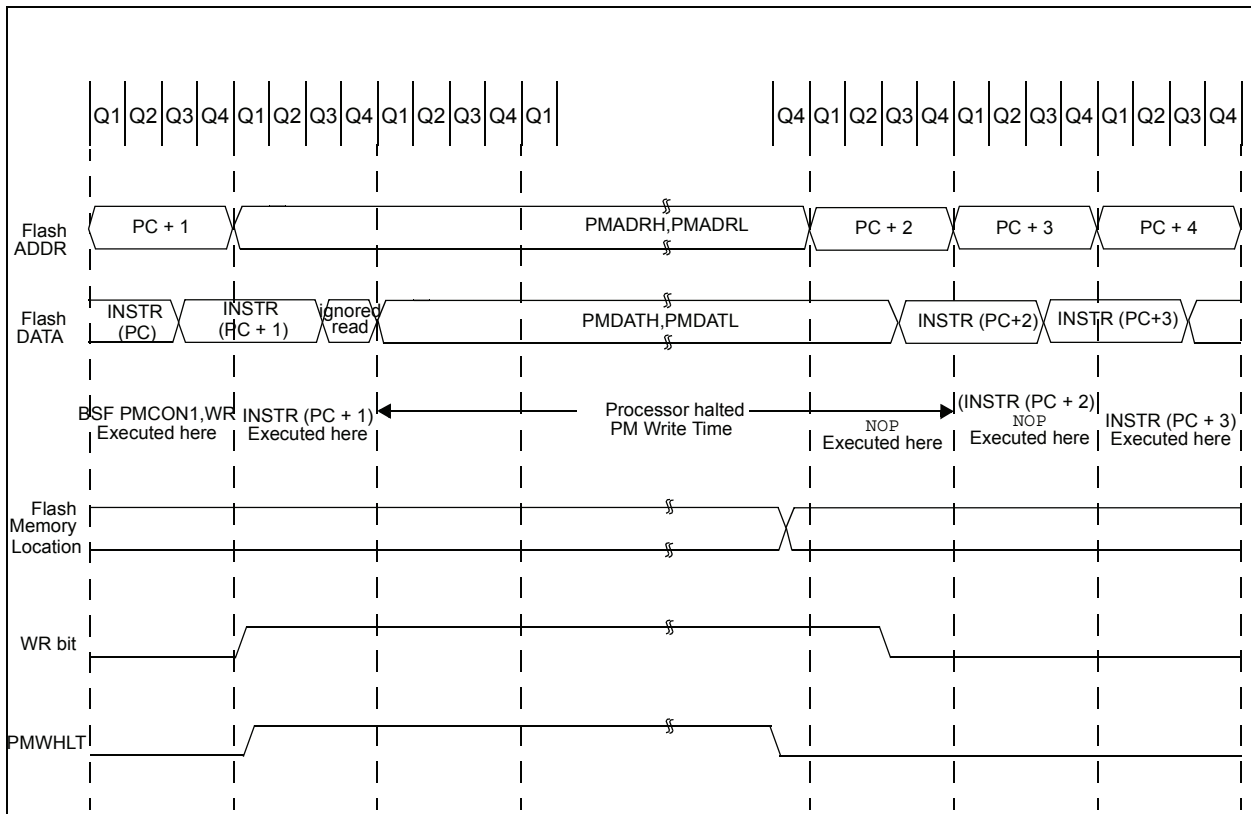 Q1 Q2 Q3 Q4 Q1 Q2 Q3 Q4 Q1 Q2 Q3 Q4 Q1 Q4 Q1 Q2 Q3 Q4 Q1 Q2 Q3 Q4 Q1 Q2 Q3 Q4
Flash
ADDR
PC + 1
PMADRH,PMADRL
PC + 2
PC + 3
PC + 4
Flash
DATA
INSTR
(PC)
INSTR
(PC + 1)
ignored
read
PMDATH,PMDATL
INSTR (PC+2)
INSTR (PC+3)
BSF PMCON1,WR
Executed here
INSTR (PC + 1)
Executed here
Processor halted
PM Write Time
NOP
Executed here
(INSTR (PC + 2)
NOP
Executed here
INSTR (PC + 3)
Executed here
Flash
Memory
Location
WR bit
PMWHLT